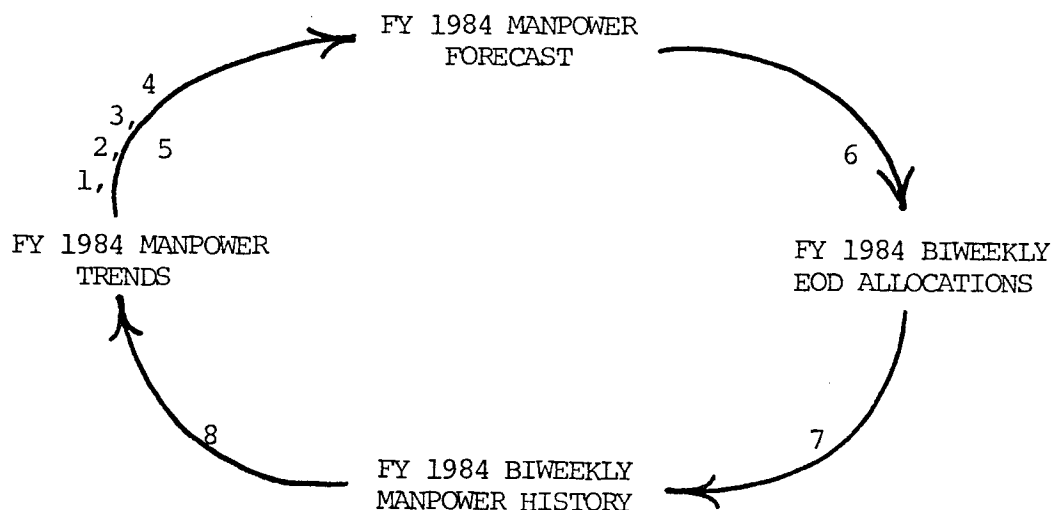 FY 1984 MANPOWER
FORECAST
4
3,
2, 5
1,
6
FY 1984 MANPOWER
TRENDS
FY 1984 BIWEEKLY
EOD ALLOCATIONS
8
7
FY 1984 BIWEEKLY
MANPOWER HISTORY